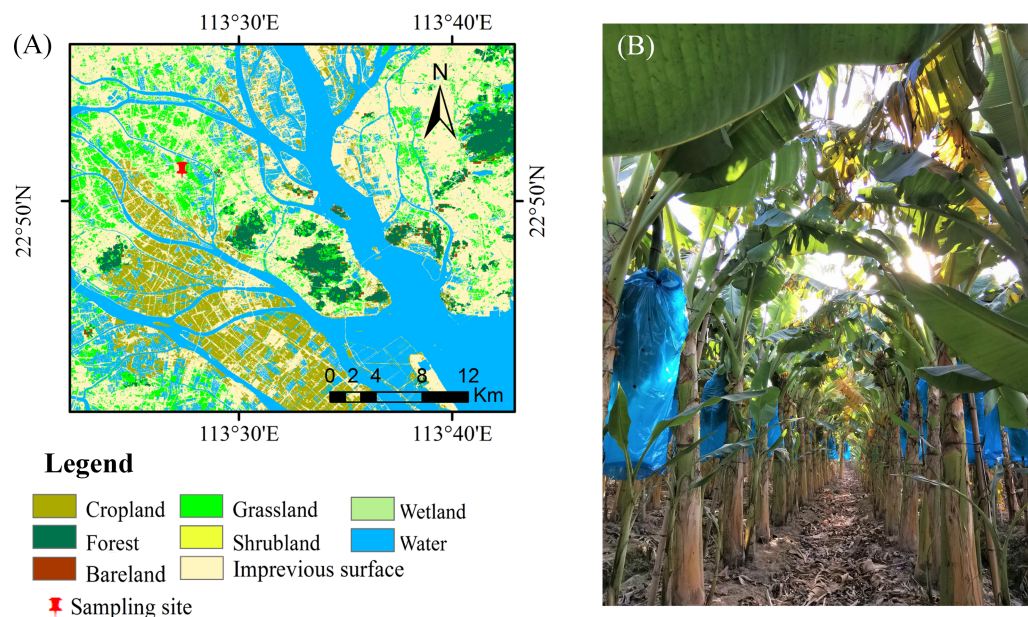 (A)
113°30'E
113°40'E
N
22°50'N
22°50'N
0 2 4 8 12
Km
113°30'E
113°40'E
Legend
Cropland
Grassland
Wetland
Forest
Shrubland
Water
Bareland
Imprevious surface
Sampling site
(B)